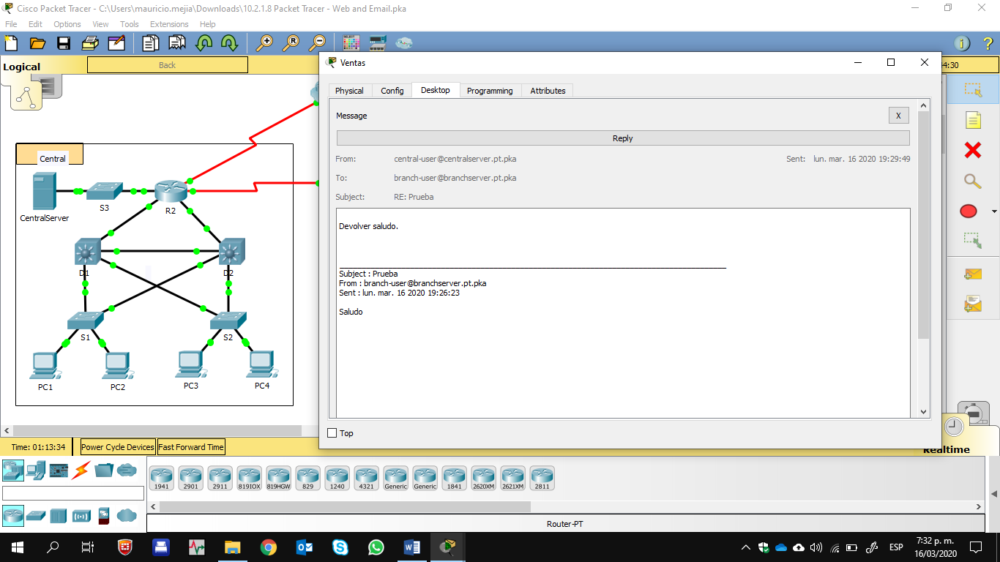 Cisco Packet Tracer - C:\Users\mauricio.mejia\Downloads\10.2.1.8 Packet Tracer - Web and Email.pka
File Edit Options View Tools Extensions Help
Logical
Back
4:30
Central
CentralServer
S3
R2
D1
D2
S1
S2
PC1
PC2
PC3
PC4
Ventas
Physical Config Desktop Programming Attributes
Message
X
Reply
From: central-user@centralserver.pt.pka Sent: lun. mar. 16 2020 19:29:49
To: branch-user@branchserver.pt.pka
Subject: RE: Prueba
Devolver saludo.
Subject : Prueba
From : branch-user@branchserver.pt.pka
Sent : lun. mar. 16 2020 19:26:23
Saludo
Top
Time: 01:13:34 Power Cycle Devices Fast Forward Time
Realtime
1941 2901 2911 819IOX 819HGW 829 1240 4321 Generic Generic 1841 2620XM 2621XM 2811
Router-PT
ESP
7:32 p. m.
16/03/2020